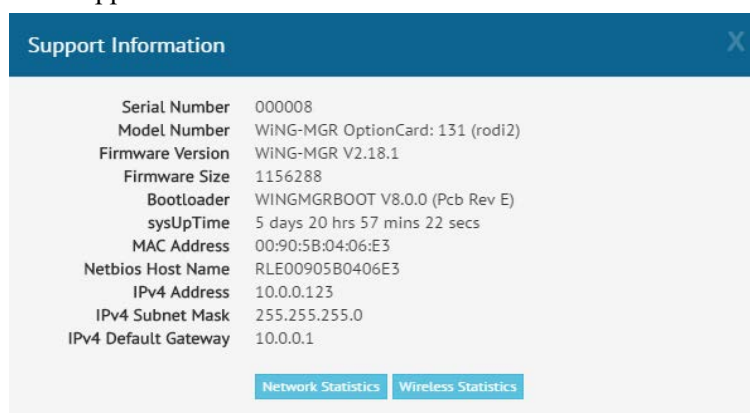 Support Information X
Serial Number 000008
Model Number WiNG-MGR OptionCard: 131 (rodi2)
Firmware Version WiNG-MGR V2.18.1
Firmware Size 1156288
Bootloader WINGMGRBOOT V8.0.0 (Pcb Rev E)
sysUpTime 5 days 20 hrs 57 mins 22 secs
MAC Address 00:90:5B:04:06:E3
Netbios Host Name RLE00905B0406E3
IPv4 Address 10.0.0.123
IPv4 Subnet Mask 255.255.255.0
IPv4 Default Gateway 10.0.0.1
Network Statistics Wireless Statistics